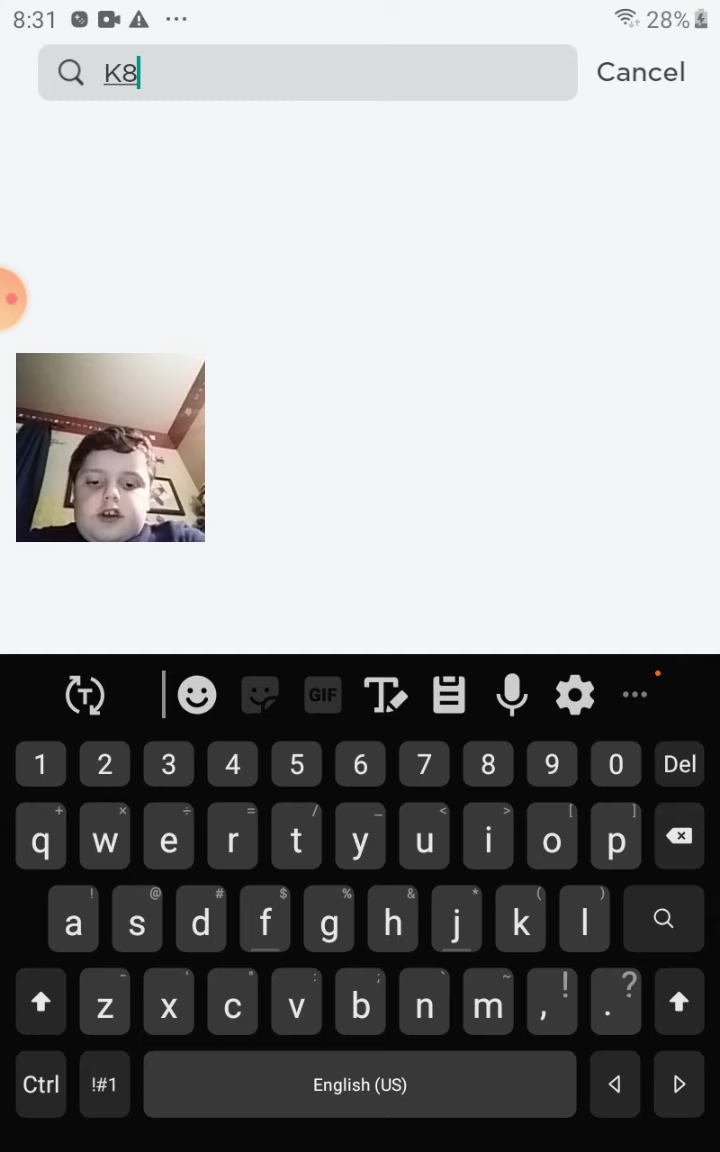 8:31 28%
K8 Cancel
T GIF T
1 2 3 4 5 6 7 8 9 0 Del
+ × ÷ = / _ < > [ ]
q w e r t y u i o p
! @ # $ % & * ( )
a s d f g h j k l
- ' " : ; ` ~ ! ?
z x c v b n m , .
Ctrl !#1 English (US)